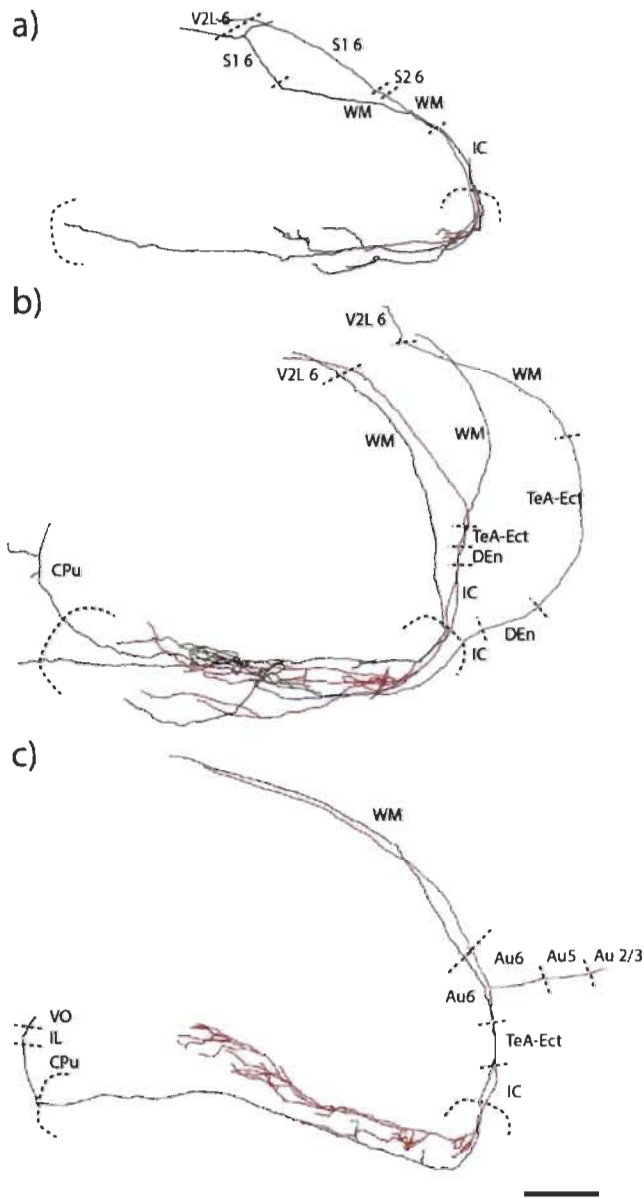 a)
V2L 6
S1 6
S1 6
S2 6
WM
WM
IC
b)
V2L 6
V2L 6
WM
WM
WM
TeA-Ect
TeA-Ect
DEn
CPu
IC
DEn
IC
c)
WM
Au6
Au5
Au 2/3
Au6
VO
IL
TeA-Ect
CPu
IC